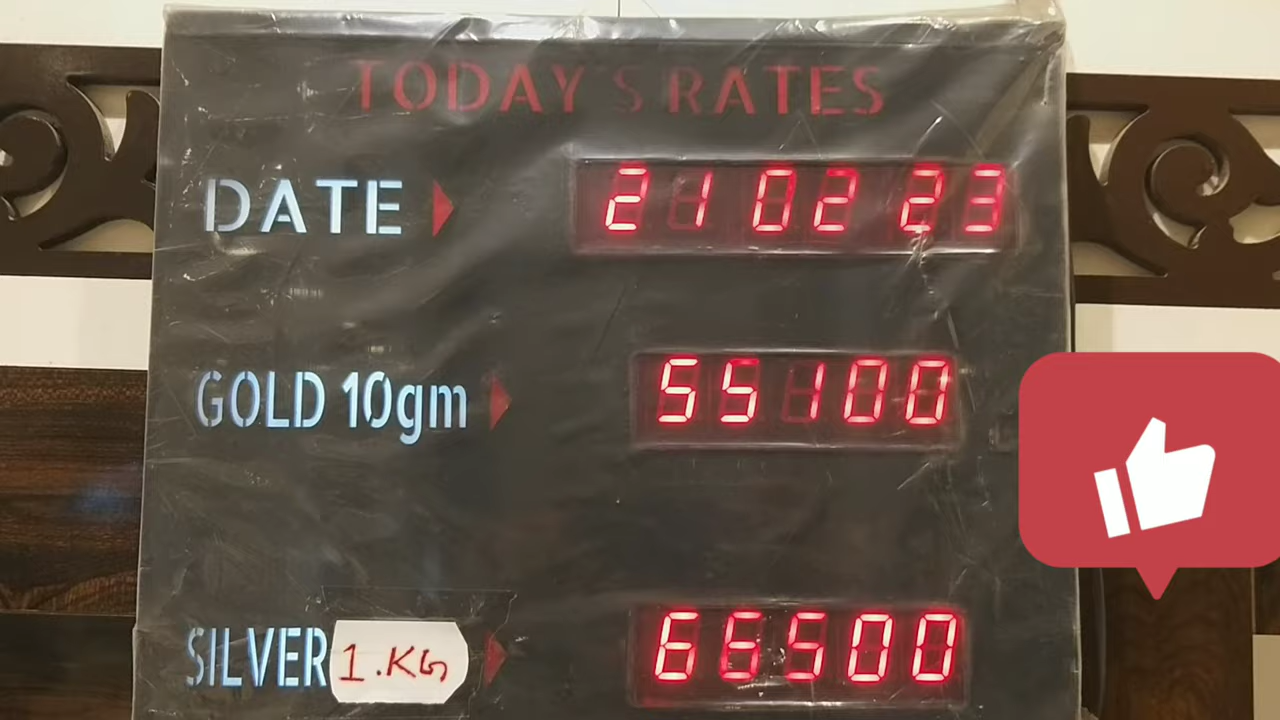 TODAY'S RATES
DATE 21 02 23
GOLD 10gm 55100
SILVER 1.KG 66500